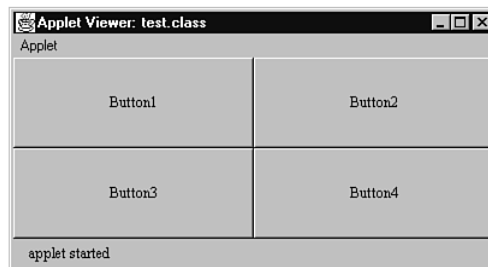 Applet Viewer: test.class
Applet
Button1 Button2
Button3 Button4
applet started